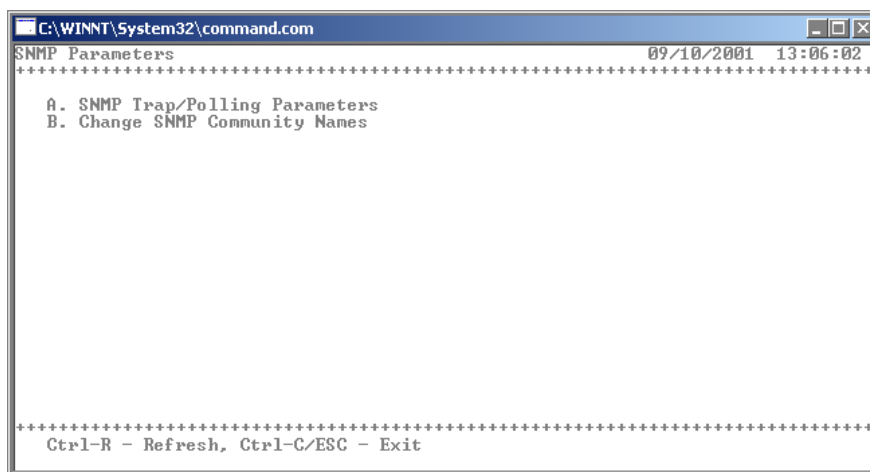 C:\WINNT\System32\command.com
SNMP Parameters 09/10/2001 13:06:02
++++++++++++++++++++++++++++++++++++++++++++++++++++++++++++++++++++++++++++++++
A. SNMP Trap/Polling Parameters
B. Change SNMP Community Names
++++++++++++++++++++++++++++++++++++++++++++++++++++++++++++++++++++++++++++++++
Ctrl-R - Refresh, Ctrl-C/ESC - Exit